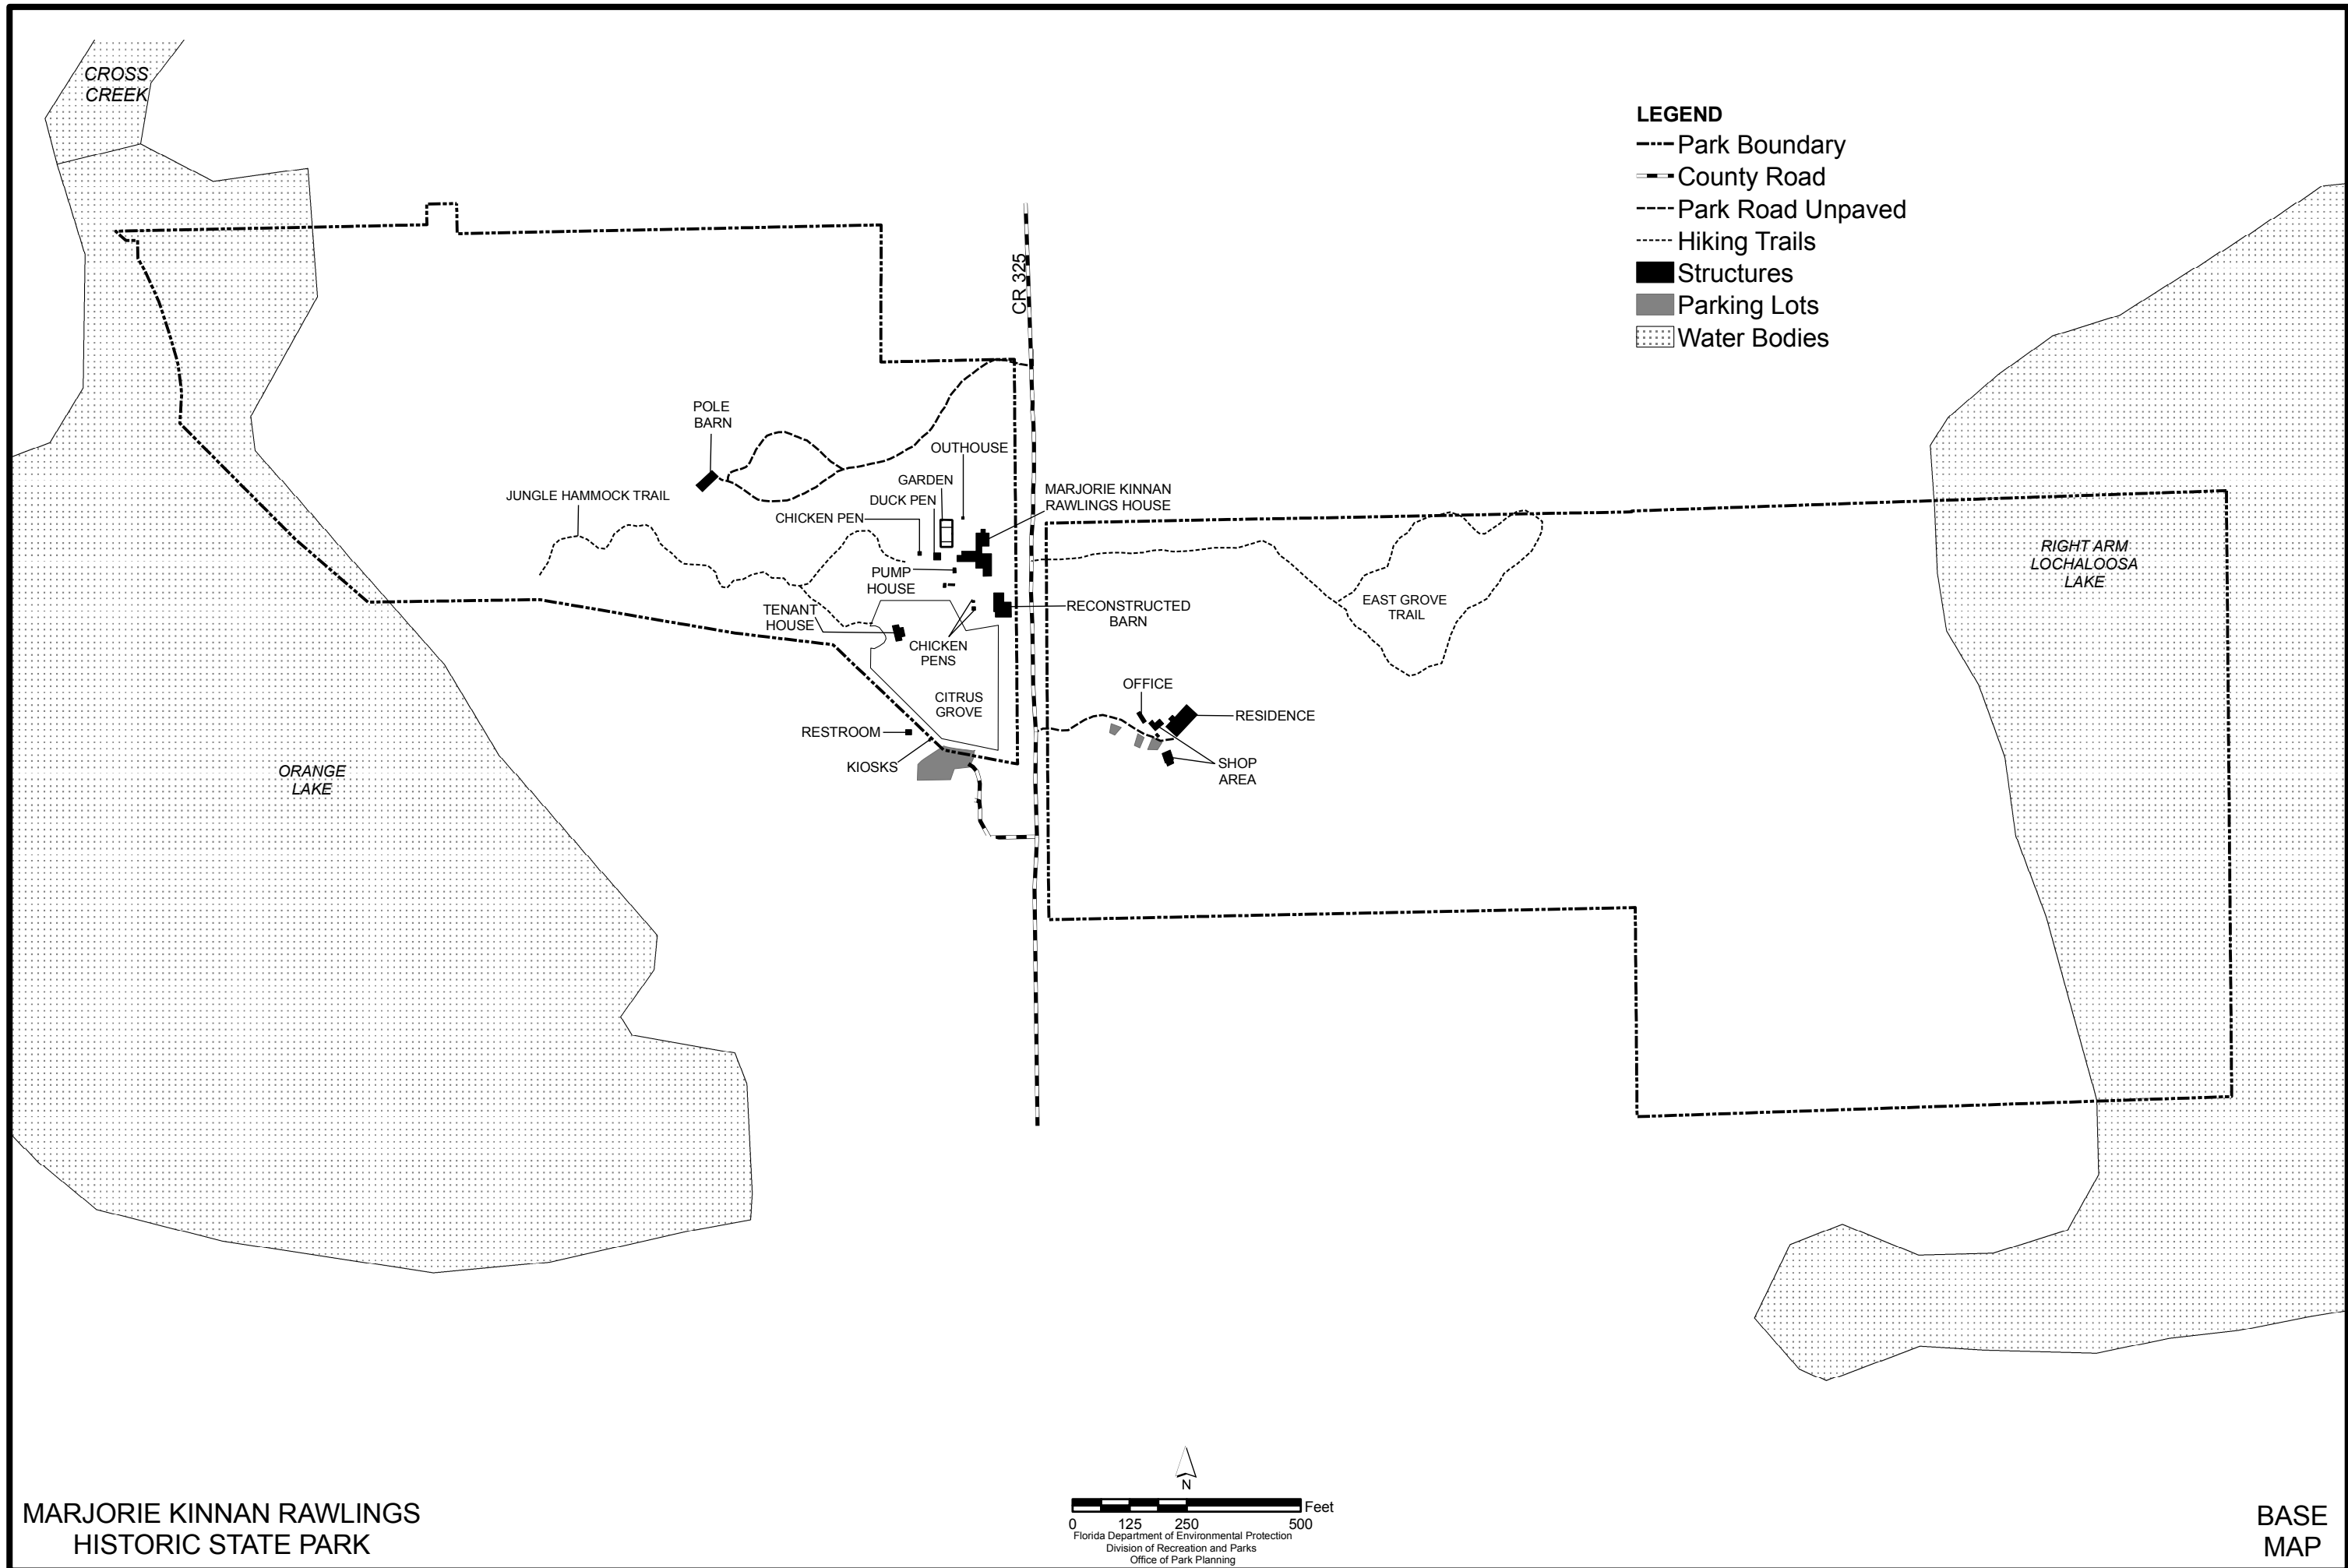 CROSS
CREEK
LEGEND
Park Boundary
County Road
Park Road Unpaved
Hiking Trails
Structures
Parking Lots
Water Bodies
CR 325
POLE
BARN
OUTHOUSE
GARDEN
DUCK PEN
CHICKEN PEN
MARJORIE KINNAN
RAWLINGS HOUSE
JUNGLE HAMMOCK TRAIL
RIGHT ARM
LOCHALOOSA
LAKE
PUMP
HOUSE
TENANT
HOUSE
RECONSTRUCTED
BARN
EAST GROVE
TRAIL
CHICKEN
PENS
CITRUS
GROVE
OFFICE
RESIDENCE
RESTROOM
KIOSKS
SHOP
AREA
ORANGE
LAKE
N
Feet
0 125 250 500
Florida Department of Environmental Protection
Division of Recreation and Parks
Office of Park Planning
MARJORIE KINNAN RAWLINGS
HISTORIC STATE PARK
BASE
MAP